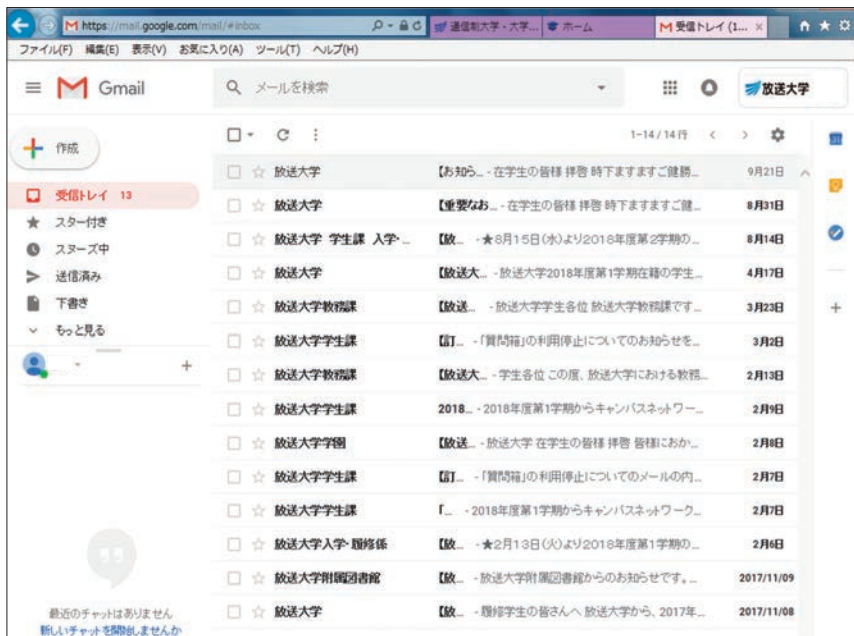 https://mail.google.com/mail/#inbox
通信制大学・大学...
ホーム
受信トレイ (1...
ファイル(F) 編集(E) 表示(V) お気に入り(A) ツール(T) ヘルプ(H)
Gmail
メールを検索
放送大学
作成
1-14/14行
受信トレイ 13
スター付き
スヌーズ中
送信済み
下書き
もっと見る
放送大学 【お知ら... - 在学生の皆様 拝啓 時下ますますご健勝... 9月21日
放送大学 【重要なお... - 在学生の皆様 拝啓 時下ますますご健... 8月31日
放送大学 学生課 入学・... 【放... - ★8月15日(水)より2018年度第2学期の... 8月14日
放送大学 【放送大... - 放送大学2018年度第1学期在籍の学生... 4月17日
放送大学教務課 【放送... - 放送大学学生各位 放送大学教務課です... 3月23日
放送大学学生課 【訂... - 「質問箱」の利用停止についてのお知らせを... 3月2日
放送大学教務課 【放送大... - 学生各位 この度、放送大学における教務... 2月13日
放送大学学生課 2018... - 2018年度第1学期からキャンパスネットワー... 2月9日
放送大学学園 【放送... - 放送大学 在学生の皆様 拝啓 皆様におか... 2月8日
放送大学学生課 【訂... - 「質問箱」の利用停止についてのメールの内... 2月7日
放送大学学生課 「... - 2018年度第1学期からキャンパスネットワーク... 2月7日
放送大学入学・履修係 【放... - ★2月13日(火)より2018年度第1学期の... 2月6日
放送大学附属図書館 【放... - 放送大学附属図書館からのお知らせです。... 2017/11/09
放送大学 【放... - 履修学生の皆さんへ 放送大学から、2017年... 2017/11/08
最近のチャットはありません
新しいチャットを開始しませんか